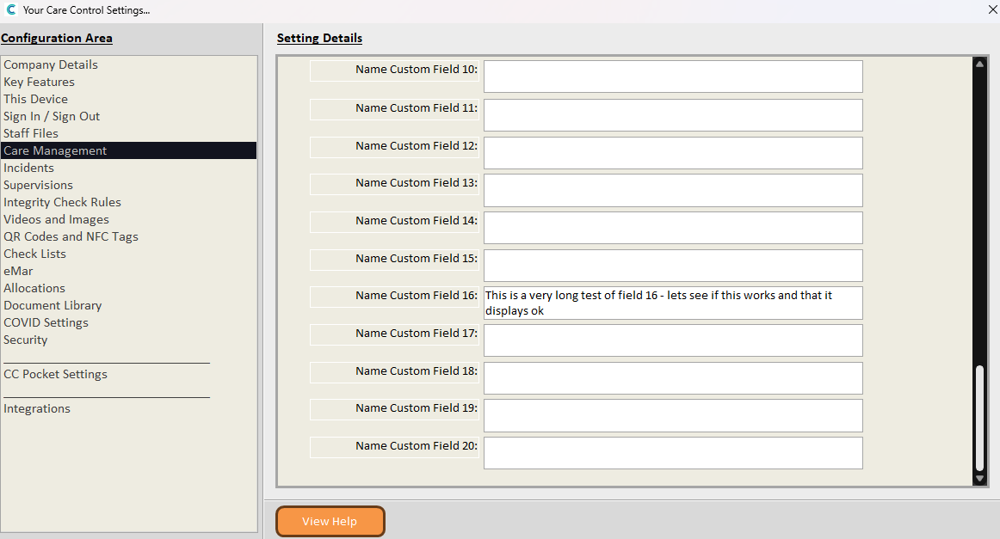 Your Care Control Settings...
Configuration Area
Company Details
Key Features
This Device
Sign In / Sign Out
Staff Files
Care Management
Incidents
Supervisions
Integrity Check Rules
Videos and Images
QR Codes and NFC Tags
Check Lists
eMar
Allocations
Document Library
COVID Settings
Security
CC Pocket Settings
Integrations
Setting Details
Name Custom Field 10:
Name Custom Field 11:
Name Custom Field 12:
Name Custom Field 13:
Name Custom Field 14:
Name Custom Field 15:
Name Custom Field 16:
This is a very long test of field 16 - lets see if this works and that it
displays ok
Name Custom Field 17:
Name Custom Field 18:
Name Custom Field 19:
Name Custom Field 20:
View Help